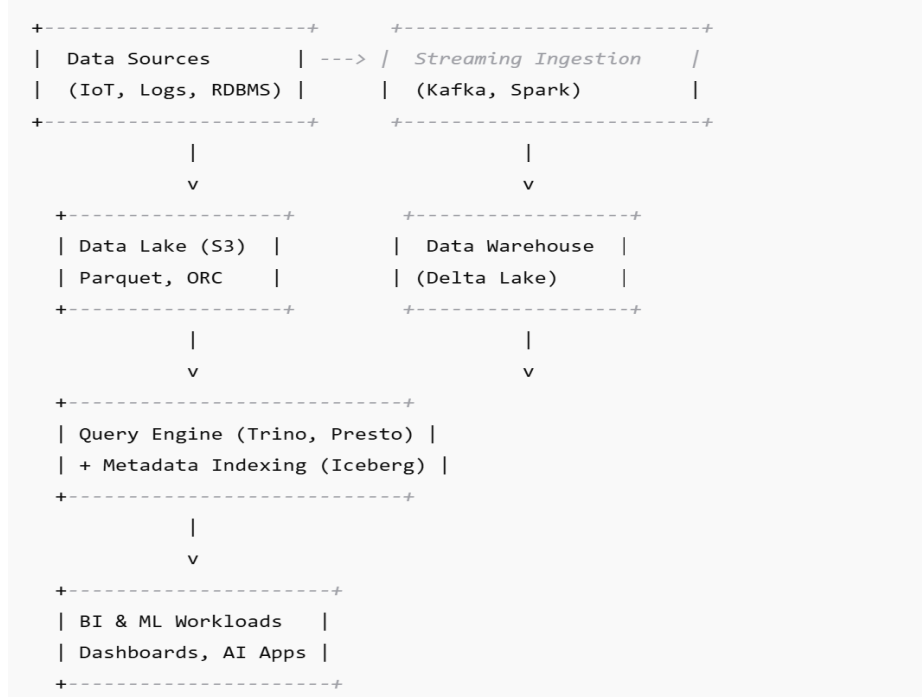 +----------------------+      +-------------------------+
|  Data Sources       | ---> |  Streaming Ingestion    |
|  (IoT, Logs, RDBMS) |      |  (Kafka, Spark)         |
+----------------------+      +-------------------------+
             |                           |
             v                           v
  +------------------+         +------------------+
  | Data Lake (S3)  |         |  Data Warehouse  |
  | Parquet, ORC    |         | (Delta Lake)     |
  +------------------+         +------------------+
             |                           |
             v                           v
  +----------------------------+
  | Query Engine (Trino, Presto) |
  | + Metadata Indexing (Iceberg) |
  +----------------------------+
             |
             v
  +----------------------+
  | BI & ML Workloads   |
  | Dashboards, AI Apps |
  +----------------------+